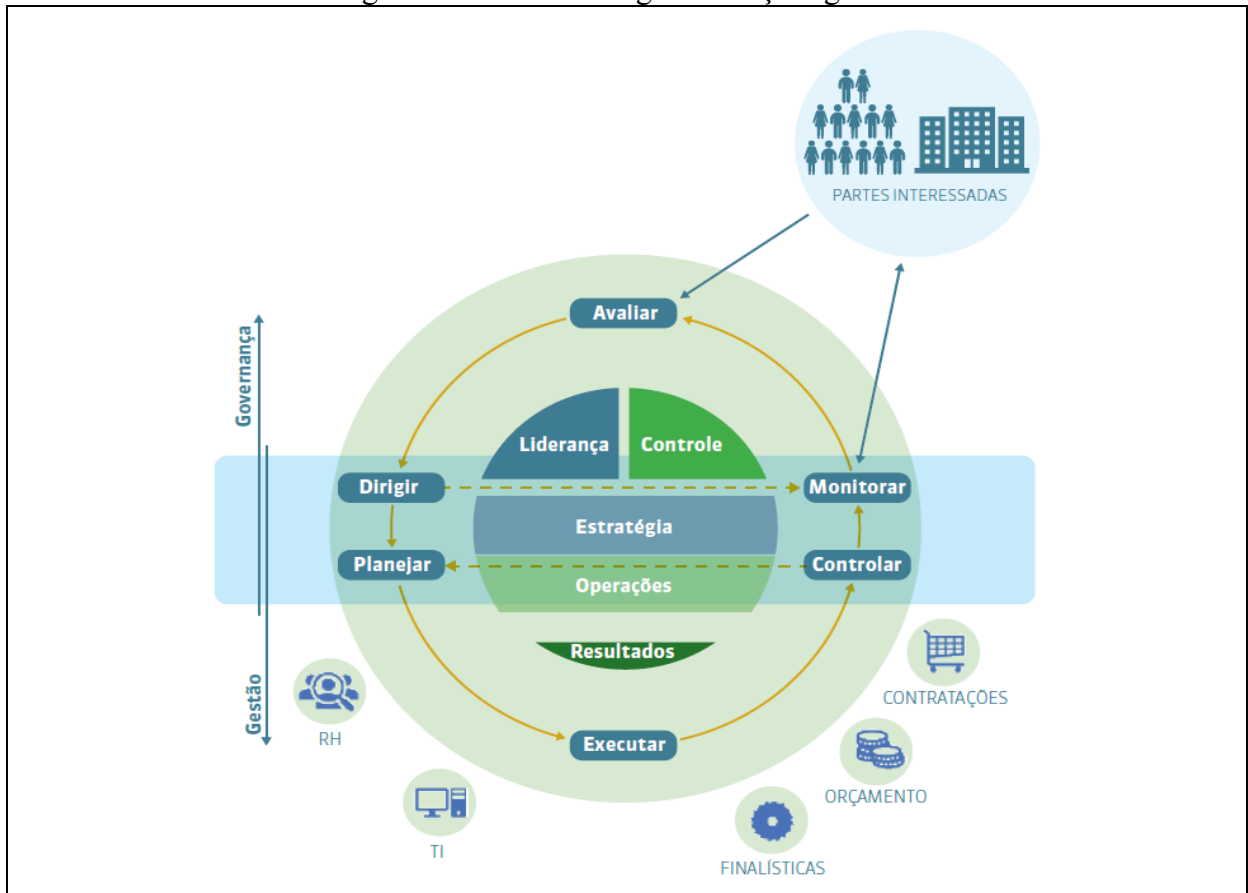 PARTES INTERESSADAS
Avaliar
Governança
Liderança
Controle
Dirigir
Monitorar
Estratégia
Planejar
Controlar
Operações
Resultados
Gestão
RH
CONTRATAÇÕES
Executar
ORÇAMENTO
TI
FINALÍSTICAS